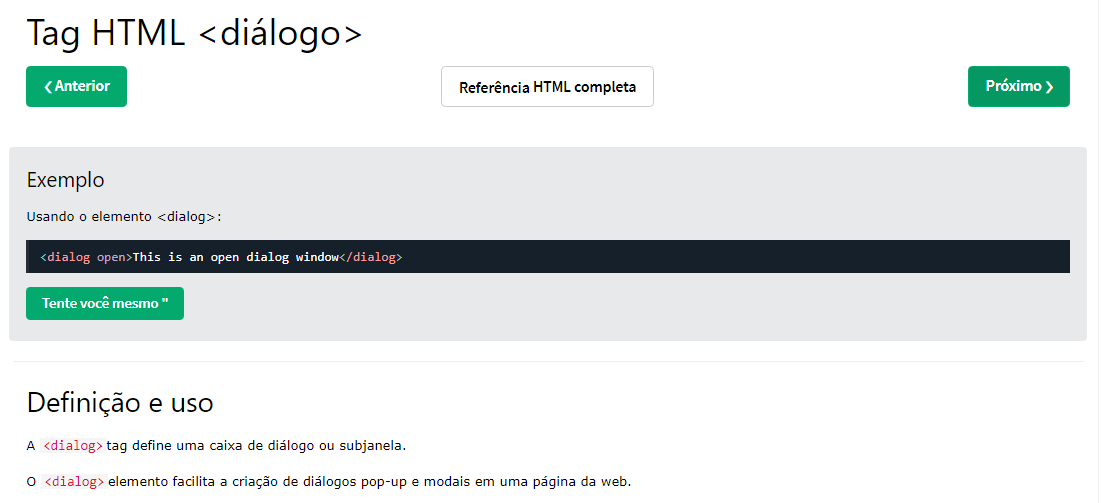 Tag HTML <diálogo>
❮ Anterior
Referência HTML completa
Próximo ❯
Exemplo
Usando o elemento <dialog>:
<dialog open>This is an open dialog window</dialog>
Tente você mesmo "
Definição e uso
A <dialog> tag define uma caixa de diálogo ou subjanela.
O <dialog> elemento facilita a criação de diálogos pop-up e modais em uma página da web.